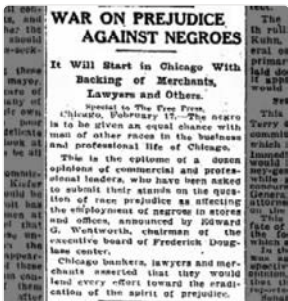 WAR ON PREJUDICE
AGAINST NEGROES
It Will Start in Chicago With
Backing of Merchants,
Lawyers and Others.
Special to The Free Press.
Chicago, February 17.—The negro
is to be given an equal chance with
man of other races in the business
and professional life of Chicago.
This is the epitome of a dozen
opinions of commercial and profes-
sional leaders, who have been asked
to submit their stands on the ques-
tion of race prejudice as affecting
the employment of negroes in stores
and offices, announced by Edward
G. Wentworth, chairman of the
executive board of Frederick Doug-
lass center.
Chicago bankers, lawyers and mer-
chants asserted that they would
lend every effort toward the eradi-
cation of the spirit of prejudice.